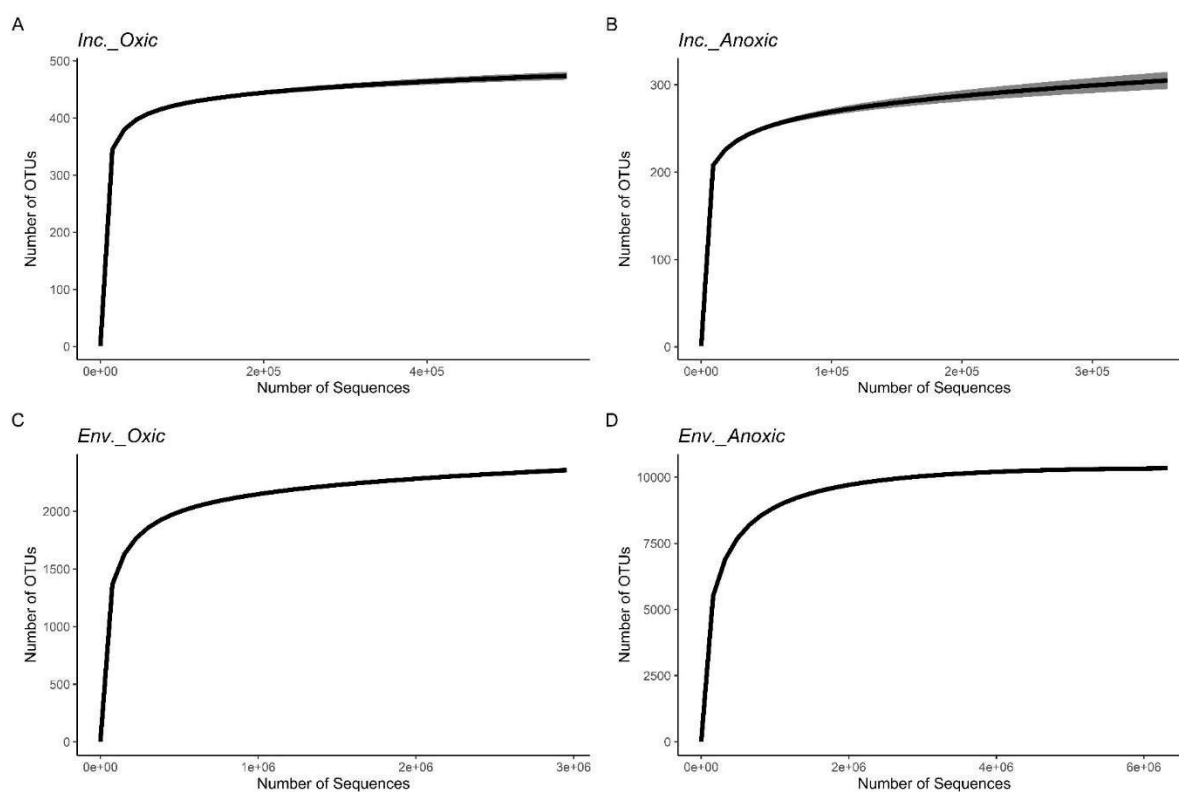 A
Inc._Oxic
500
400
300
200
100
0
Number of OTUs
0e+00
2e+05
4e+05
Number of Sequences
B
Inc._Anoxic
300
200
100
0
Number of OTUs
0e+00
1e+05
2e+05
3e+05
Number of Sequences
C
Env._Oxic
2000
1500
1000
500
0
Number of OTUs
0e+00
1e+06
2e+06
3e+06
Number of Sequences
D
Env._Anoxic
10000
7500
5000
2500
0
Number of OTUs
0e+00
2e+06
4e+06
6e+06
Number of Sequences